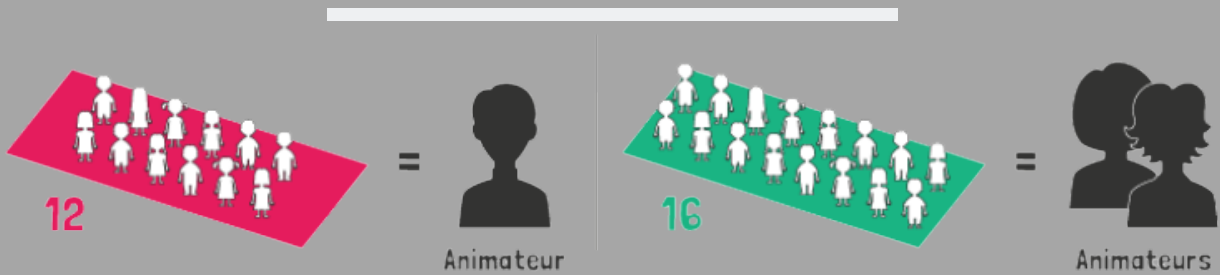 12
=
Animateur
16
=
Animateurs